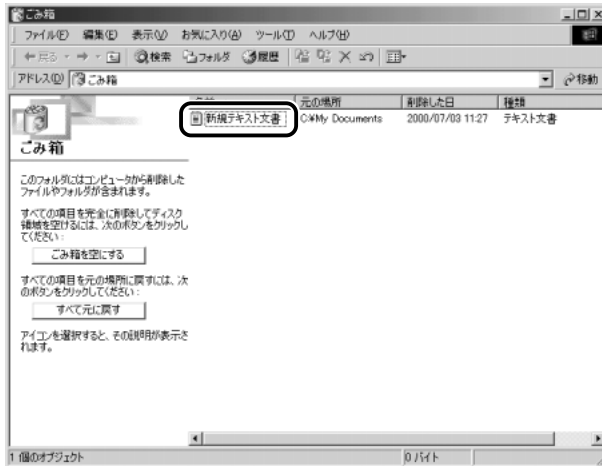 ごみ箱
ファイル(F) 編集(E) 表示(V) お気に入り(A) ツール(T) ヘルプ(H)
戻る 検索 フォルダ 履歴
アドレス(D) ごみ箱 移動
元の場所 削除した日 種類
新規テキスト文書 C:¥My Documents 2000/07/03 11:27 テキスト文書
ごみ箱
このフォルダにはコンピュータから削除した
ファイルやフォルダが含まれます。
すべての項目を完全に削除してディスク
領域を空けるには、次のボタンをクリックし
てください:
ごみ箱を空にする
すべての項目を元の場所に戻すには、次
のボタンをクリックしてください:
すべて元に戻す
アイコンを選択すると、その説明が表示さ
れます。
1 個のオブジェクト 0 バイト